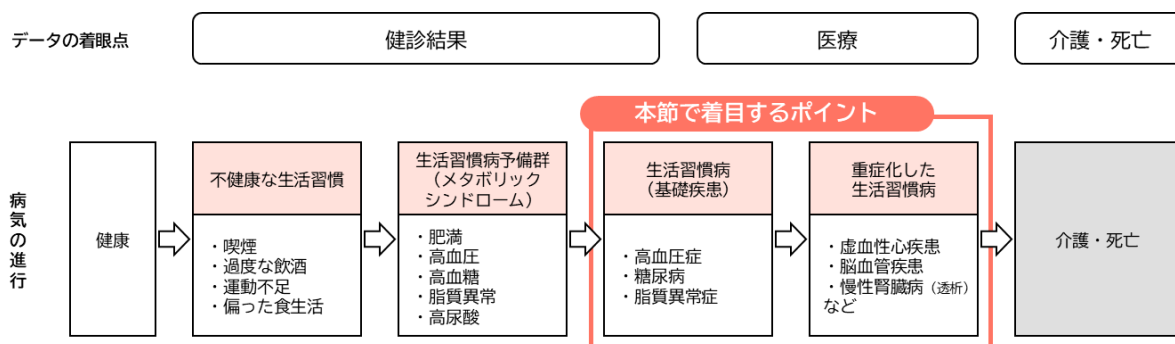 データの着眼点
健診結果
医療
介護・死亡
本節で着目するポイント
病気の進行
健康
不健康な生活習慣
・喫煙
・過度な飲酒
・運動不足
・偏った食生活
生活習慣病予備群
（メタボリック
シンドローム）
・肥満
・高血圧
・高血糖
・脂質異常
・高尿酸
生活習慣病
（基礎疾患）
・高血圧症
・糖尿病
・脂質異常症
重症化した
生活習慣病
・虚血性心疾患
・脳血管疾患
・慢性腎臓病（透析）
など
介護・死亡